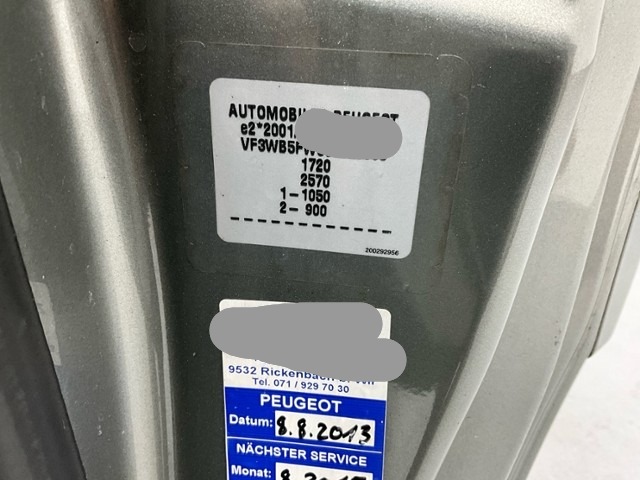 AUTOMOBILES PEUGEOT
e2*2001
VF3WB5FW
1720
2570
1-1050
2-900
200292956
9532 Rickenbach
Tel. 071 / 929 70 30
PEUGEOT
Datum: 8.8.2013
NÄCHSTER SERVICE
Monat: